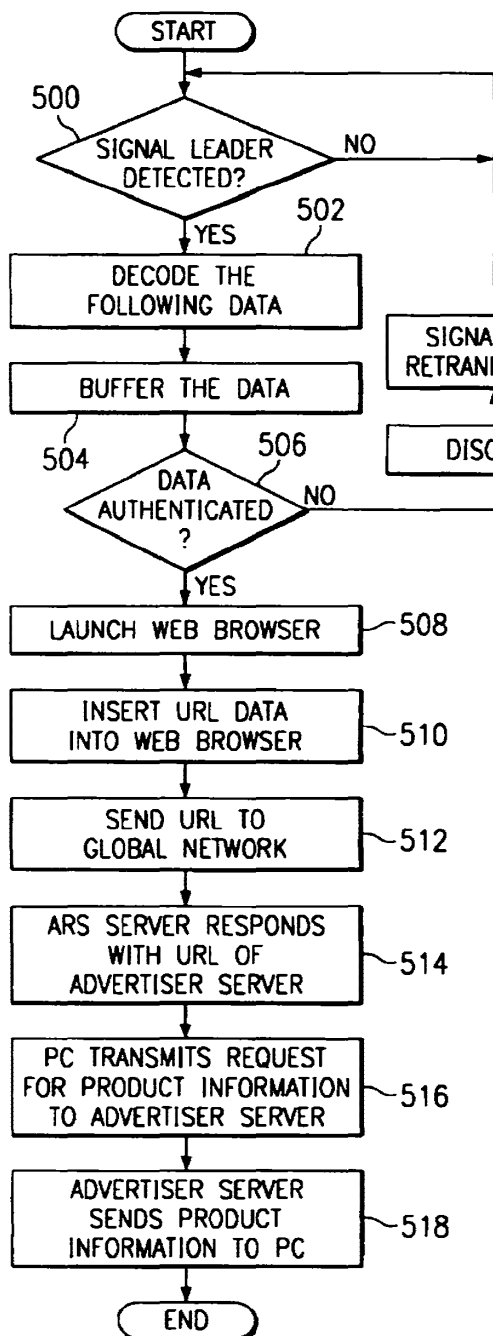 START
500
SIGNAL LEADER
DETECTED?
NO
YES
502
DECODE THE
FOLLOWING DATA
BUFFER THE DATA
504
506
DATA
AUTHENTICATED
?
NO
YES
LAUNCH WEB BROWSER
508
INSERT URL DATA
INTO WEB BROWSER
510
SEND URL TO
GLOBAL NETWORK
512
ARS SERVER RESPONDS
WITH URL OF
ADVERTISER SERVER
514
PC TRANSMITS REQUEST
FOR PRODUCT INFORMATION
TO ADVERTISER SERVER
516
ADVERTISER SERVER
SENDS PRODUCT
INFORMATION TO PC
518
END